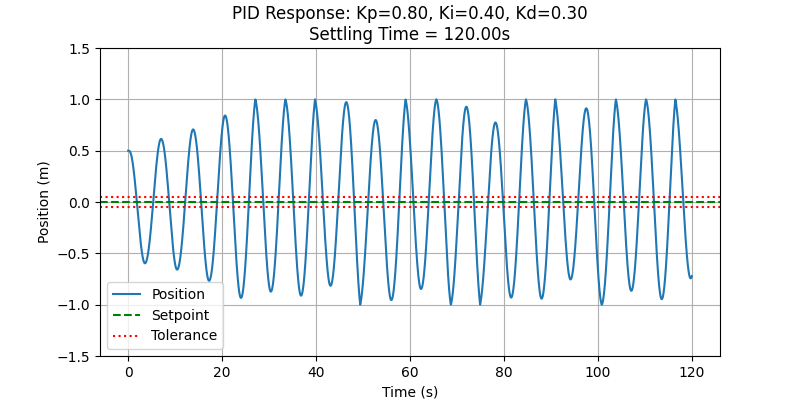 PID Response: Kp=0.80, Ki=0.40, Kd=0.30
Settling Time = 120.00s
1.5
1.0
0.5
0.0
−0.5
−1.0
−1.5
Position (m)
Position
Setpoint
Tolerance
0 20 40 60 80 100 120
Time (s)